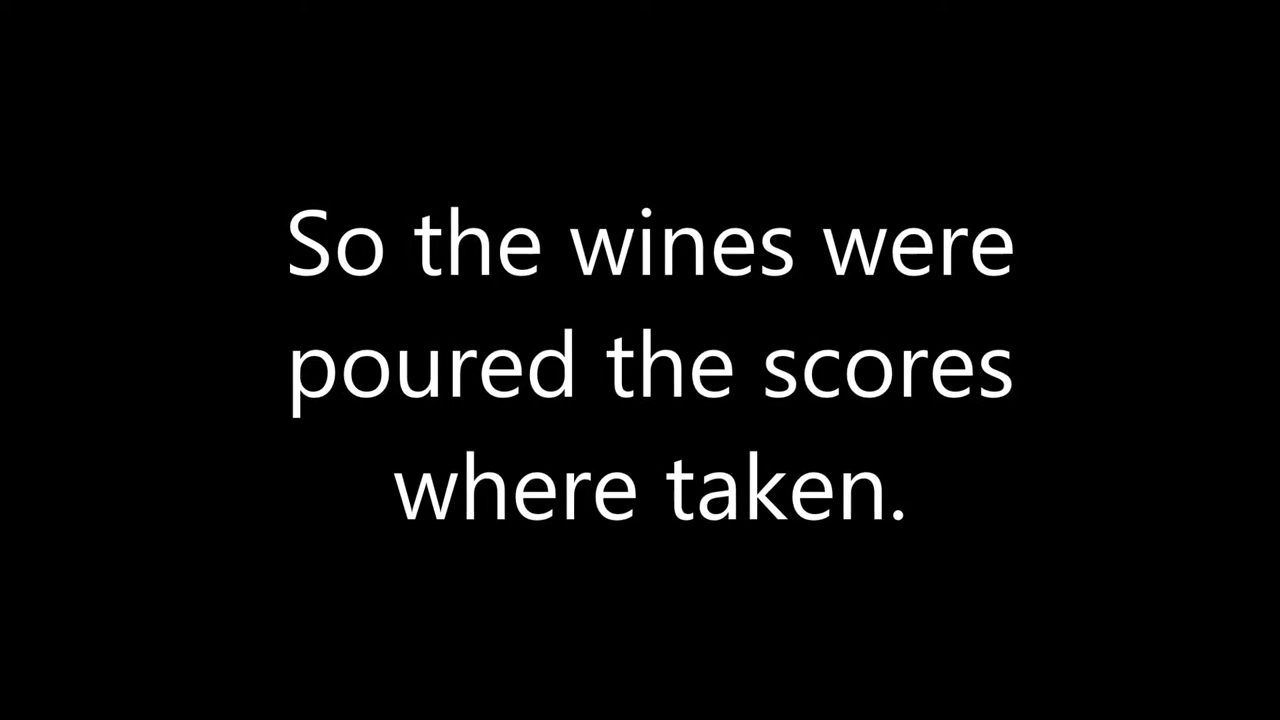 So the wines were
poured the scores
where taken.